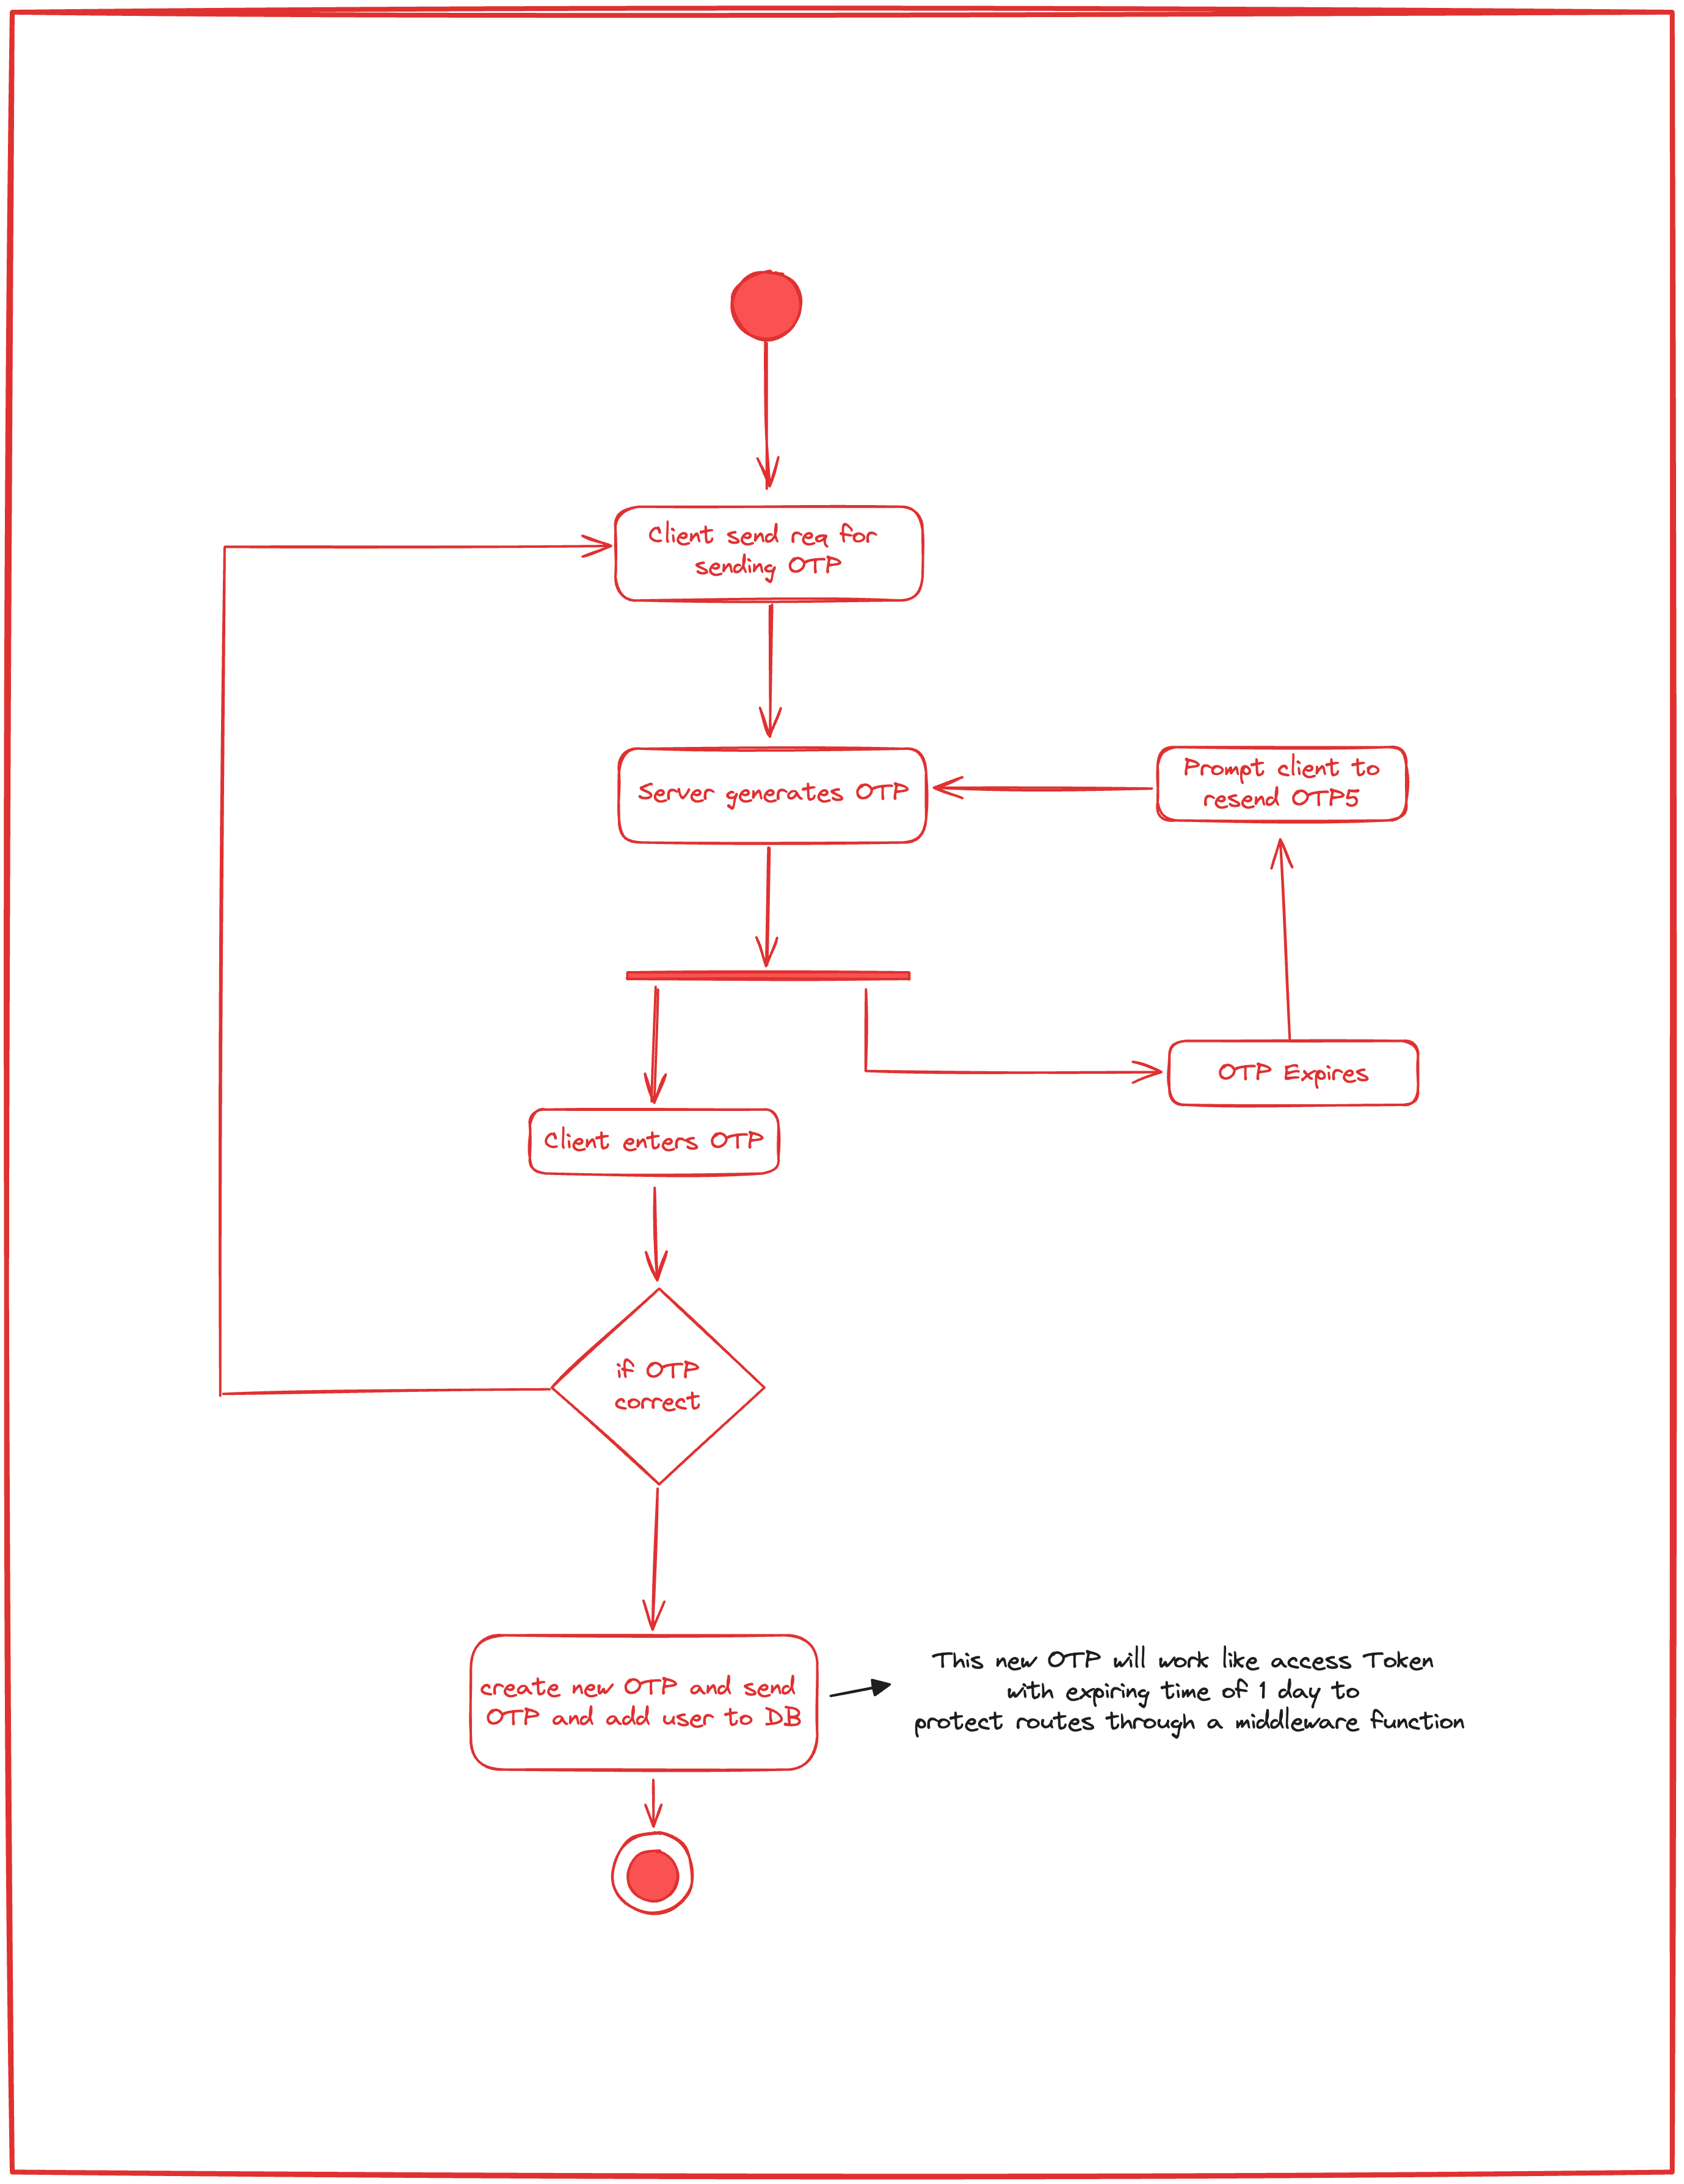 Client send req for
sending OTP
Server generates OTP
Prompt client to
resend OTP5
OTP Expires
Client enters OTP
if OTP
correct
create new OTP and send
OTP and add user to DB
This new OTP will work like access Token
with expiring time of 1 day to
protect routes through a middleware function